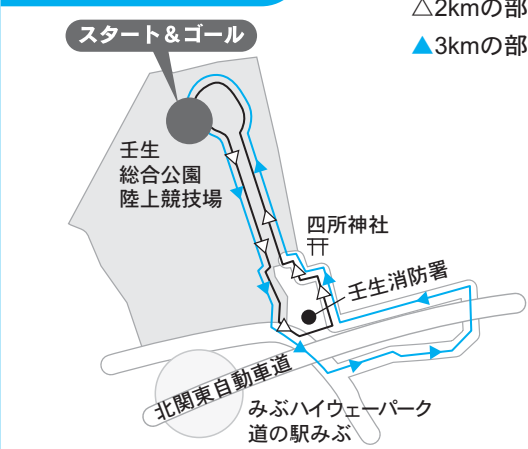 △2kmの部
▲3kmの部
スタート&ゴール
壬生
総合公園
陸上競技場
四所神社
壬生消防署
北関東自動車道
みぶハイウェーパーク
道の駅みぶ